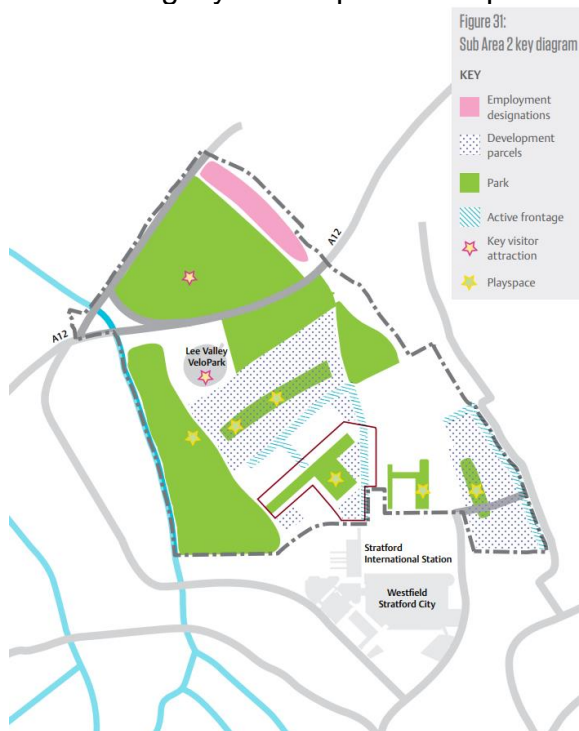 Figure 31:
Sub Area 2 key diagram
KEY
Employment
designations
Development
parcels
Park
Active frontage
Key visitor
attraction
Playspace
A12
A12
Lee Valley
VeloPark
Stratford
International Station
Westfield
Stratford City